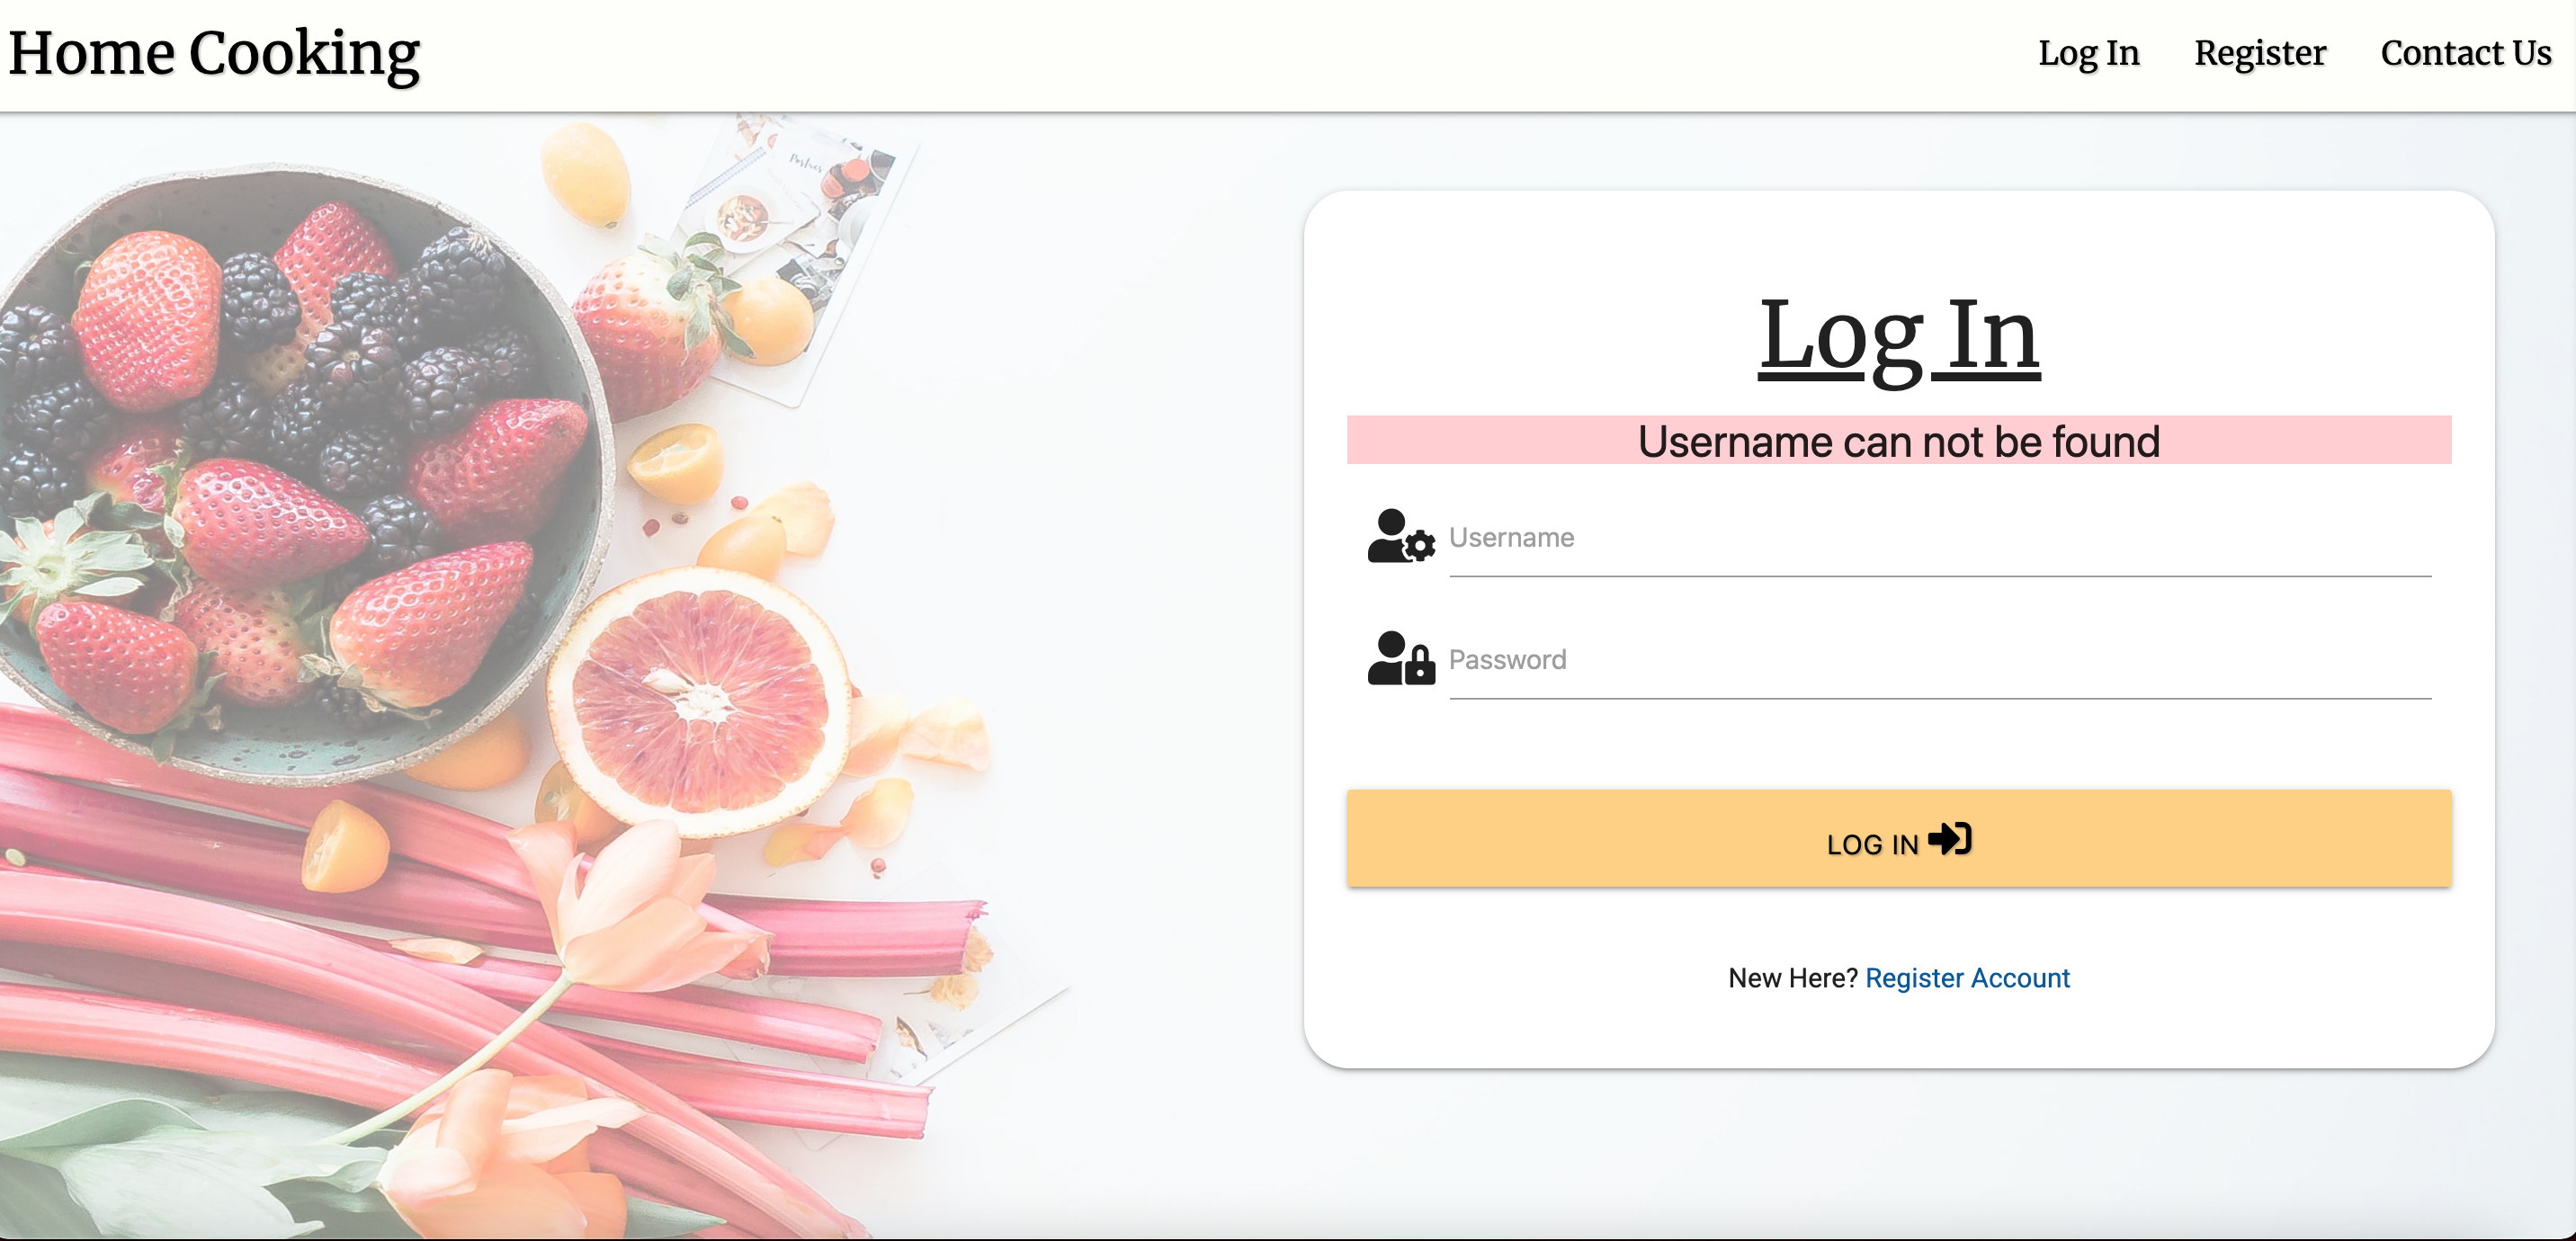 Home Cooking
Log In
Register
Contact Us
Log In
Username can not be found
Username
Password
LOG IN
New Here? Register Account